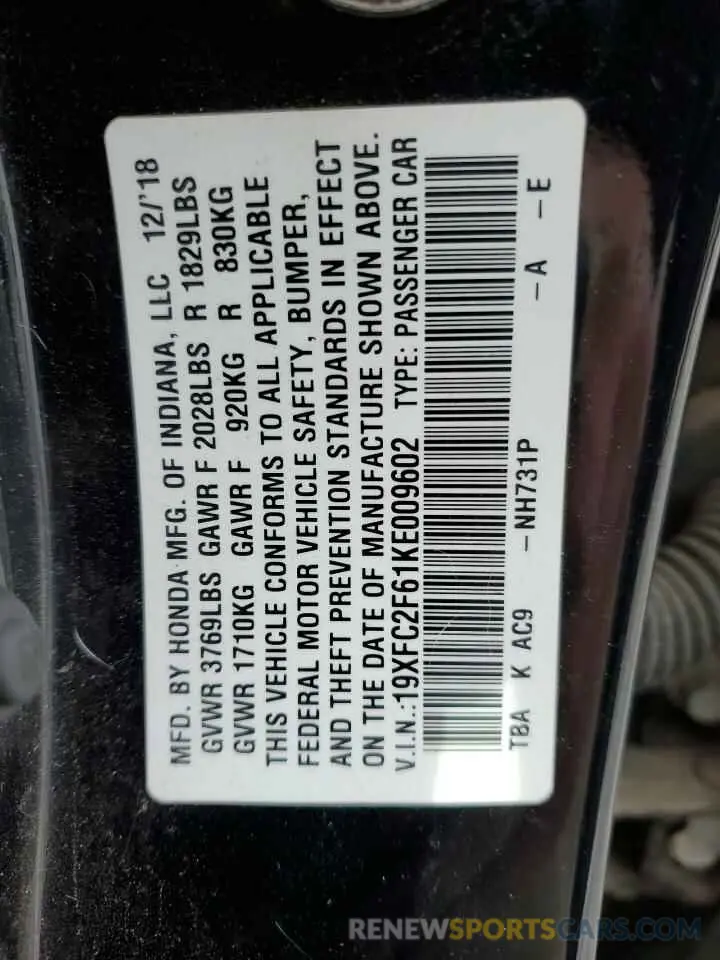 MFD. BY HONDA MFG. OF INDIANA, LLC 12/'18
GVWR 3769LBS GAWR F 2028LBS R 1829LBS
GVWR 1710KG GAWR F 920KG R 830KG
THIS VEHICLE CONFORMS TO ALL APPLICABLE
FEDERAL MOTOR VEHICLE SAFETY, BUMPER,
AND THEFT PREVENTION STANDARDS IN EFFECT
ON THE DATE OF MANUFACTURE SHOWN ABOVE.
V.I.N.:19XFC2F61KE009602 TYPE: PASSENGER CAR
TBA K AC9 -NH731P -A -E
RENEWSPORTSCARS.COM